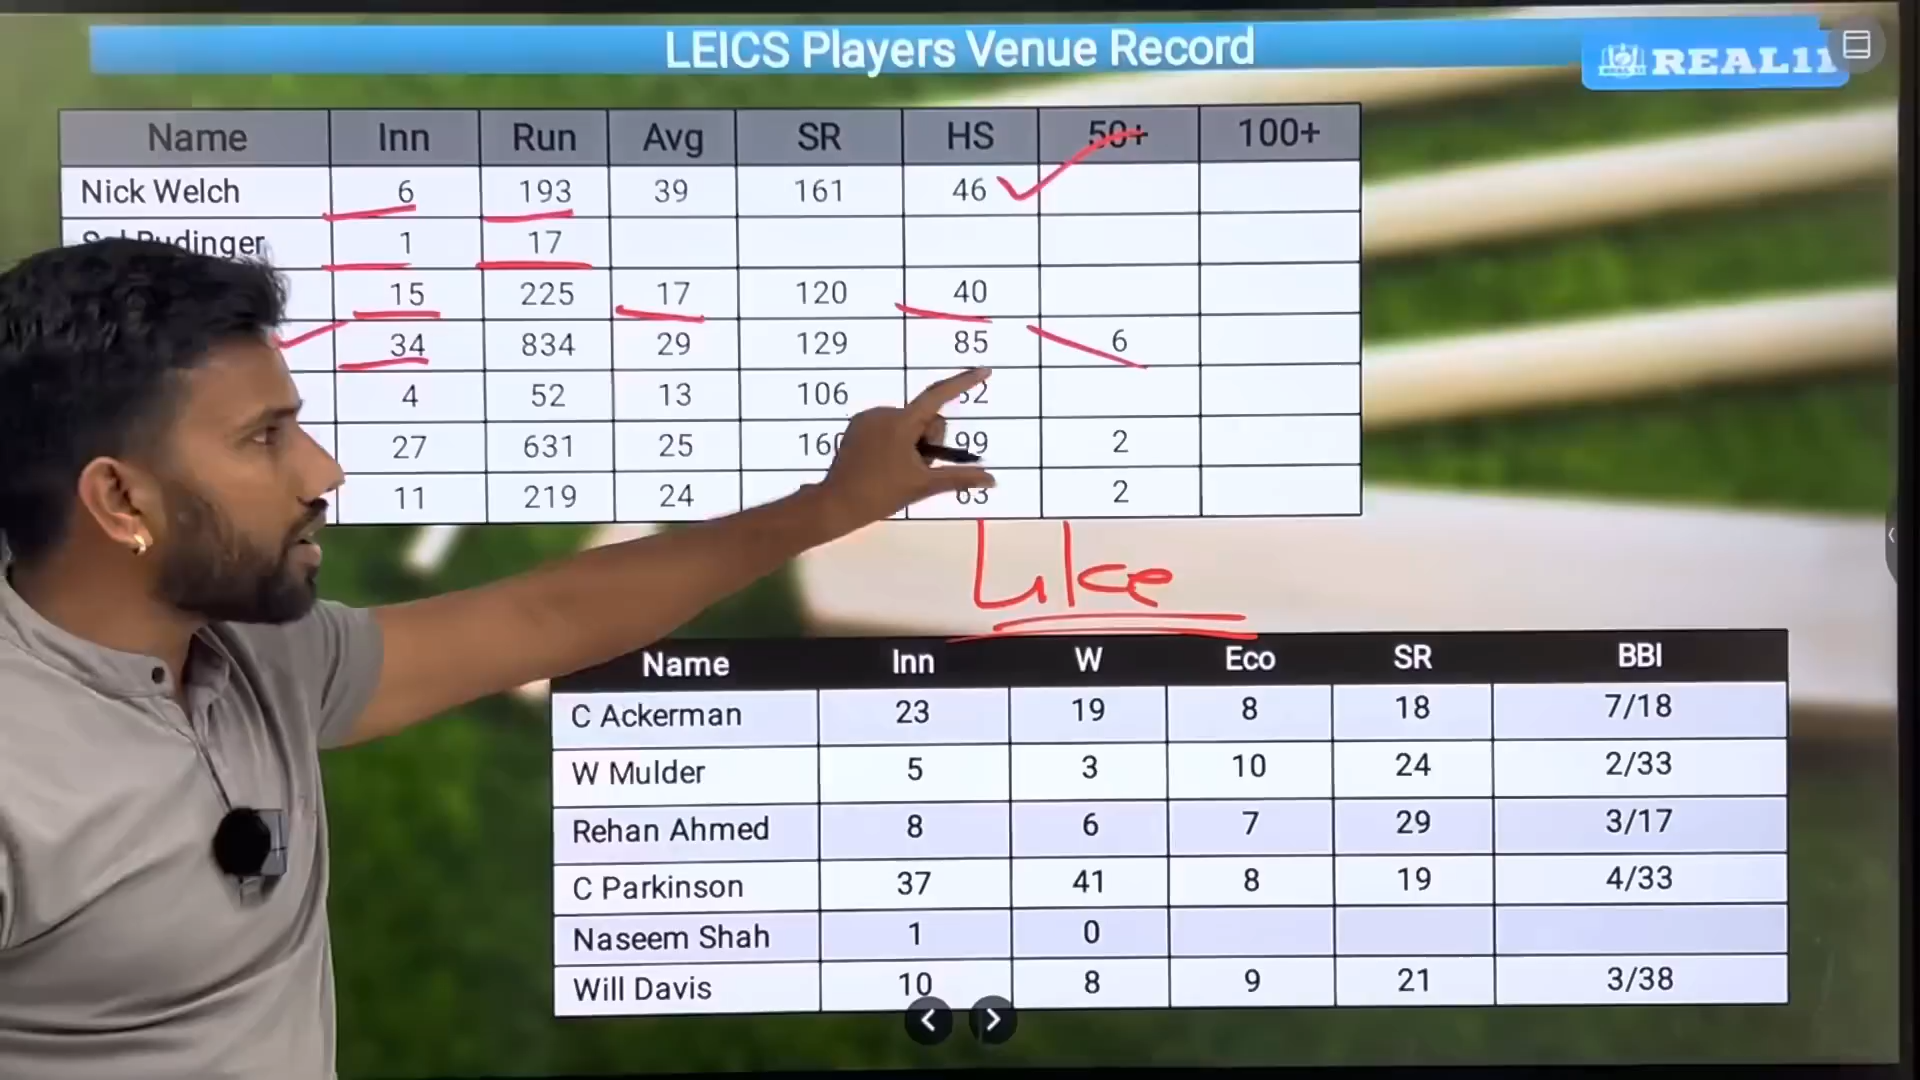 LEICS Players Venue Record
REAL11
Name Inn Run Avg SR HS 50+ 100+
Nick Welch 6 193 39 161 46
Budinger 1 17
15 225 17 120 40
34 834 29 129 85 6
4 52 13 106
27 631 25 99 2
11 219 24 63 2
Like
Name Inn W Eco SR BBI
C Ackerman 23 19 8 18 7/18
W Mulder 5 3 10 24 2/33
Rehan Ahmed 8 6 7 29 3/17
C Parkinson 37 41 8 19 4/33
Naseem Shah 1 0
Will Davis 10 8 9 21 3/38